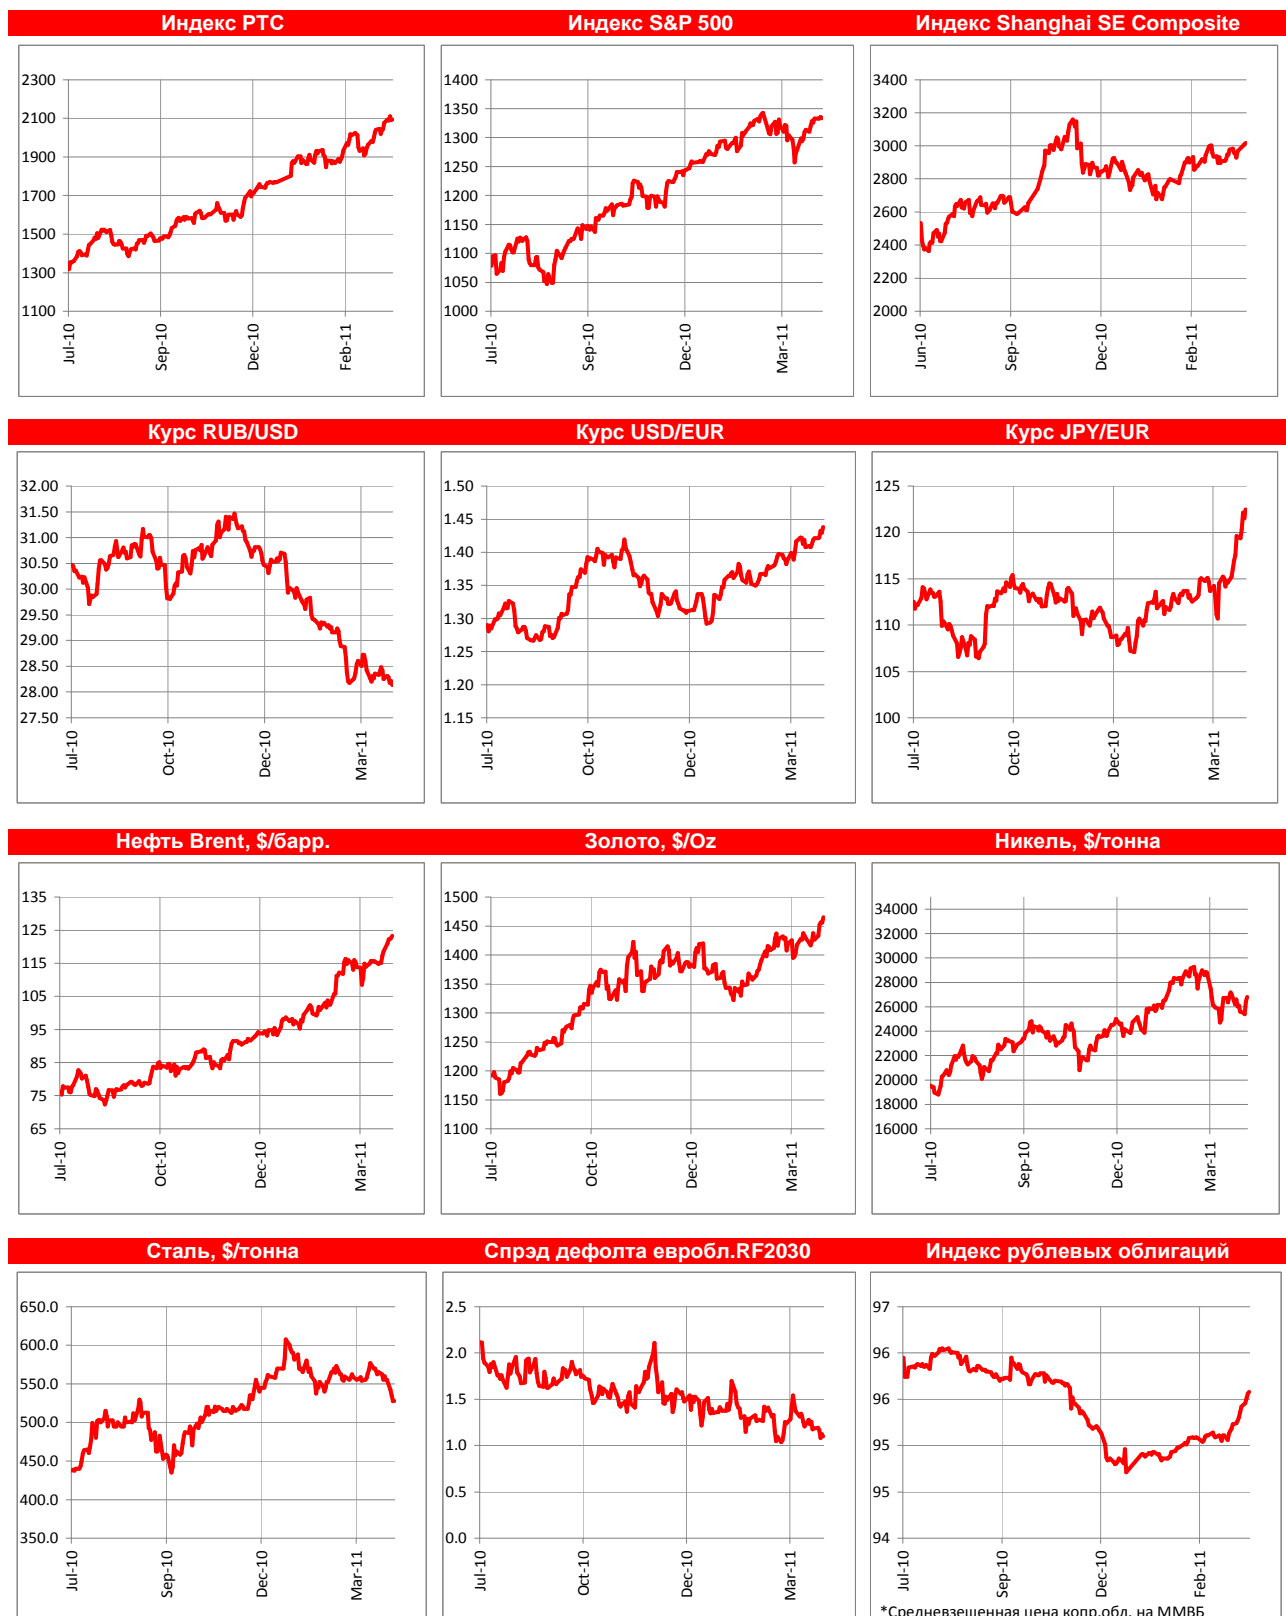 Индекс РТС
Индекс S&P 500
Индекс Shanghai SE Composite
2300
2100
1900
1700
1500
1300
1100
Jul-10
Sep-10
Dec-10
Feb-11
1400
1350
1300
1250
1200
1150
1100
1050
1000
Jul-10
Sep-10
Dec-10
Mar-11
3400
3200
3000
2800
2600
2400
2200
2000
Jun-10
Sep-10
Dec-10
Feb-11
Курс RUB/USD
Курс USD/EUR
Курс JPY/EUR
32.00
31.50
31.00
30.50
30.00
29.50
29.00
28.50
28.00
27.50
Jul-10
Oct-10
Dec-10
Mar-11
1.50
1.45
1.40
1.35
1.30
1.25
1.20
1.15
Jul-10
Oct-10
Dec-10
Mar-11
125
120
115
110
105
100
Jul-10
Oct-10
Dec-10
Mar-11
Нефть Brent, $/барр.
Золото, $/Oz
Никель, $/тонна
135
125
115
105
95
85
75
65
Jul-10
Oct-10
Dec-10
Mar-11
1500
1450
1400
1350
1300
1250
1200
1150
1100
Jul-10
Oct-10
Dec-10
Mar-11
34000
32000
30000
28000
26000
24000
22000
20000
18000
16000
Jul-10
Sep-10
Dec-10
Mar-11
Сталь, $/тонна
Спрэд дефолта евробл.RF2030
Индекс рублевых облигаций
650.0
600.0
550.0
500.0
450.0
400.0
350.0
Jul-10
Sep-10
Dec-10
Mar-11
2.5
2.0
1.5
1.0
0.5
0.0
Jul-10
Oct-10
Dec-10
Mar-11
97
96
96
95
95
94
Jul-10
Sep-10
Dec-10
Feb-11
*Средневзешенная цена копр.обл. на ММВБ